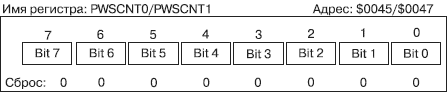 Имя регистра: PWSCNT0/PWSCNT1 Адрес: $0045/$0047
7 6 5 4 3 2 1 0
Bit 7 Bit 6 Bit 5 Bit 4 Bit 3 Bit 2 Bit 1 Bit 0
Сброс: 0 0 0 0 0 0 0 0